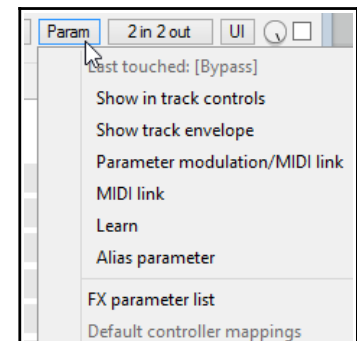 Param 2 in 2 out UI
Last touched: [Bypass]
Show in track controls
Show track envelope
Parameter modulation/MIDI link
MIDI link
Learn
Alias parameter
FX parameter list
Default controller mappings